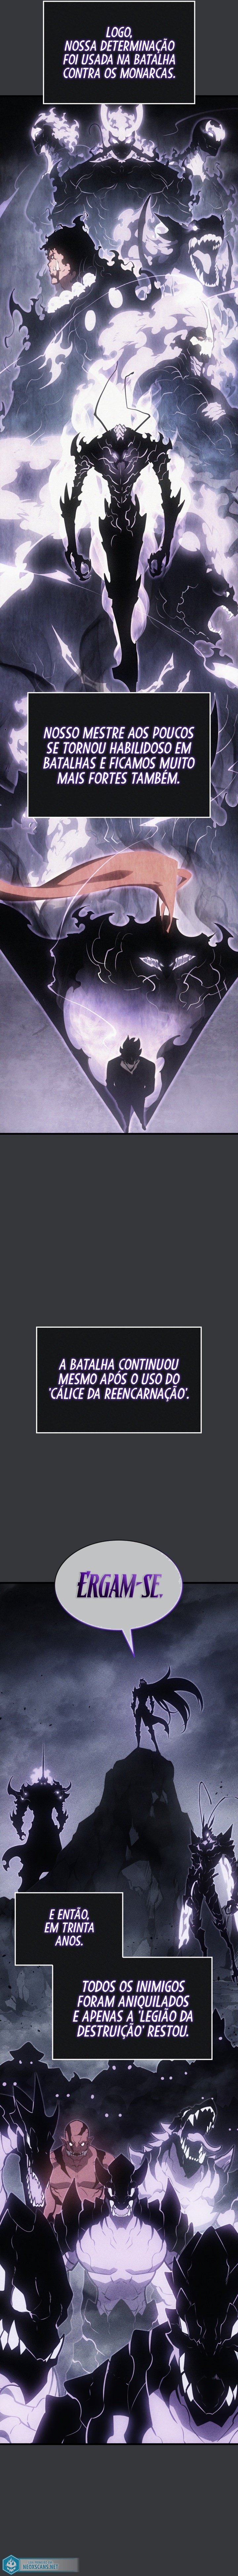 LOGO,
NOSSA DETERMINAÇÃO
FOI USADA NA BATALHA
CONTRA OS MONARCAS.
NOSSO MESTRE AOS POUCOS
SE TORNOU HABILIDOSO EM
BATALHAS E FICAMOS MUITO
MAIS FORTES TAMBÉM.
A BATALHA CONTINUOU
MESMO APÓS O USO DO
'CÁLICE DA REENCARNAÇÃO'.
ERGAM-SE.
E ENTÃO,
EM TRINTA
ANOS.
TODOS OS INIMIGOS
FORAM ANIQUILADOS
E APENAS A 'LEGIÃO DA
DESTRUIÇÃO' RESTOU.
NEOXSCANS.NET